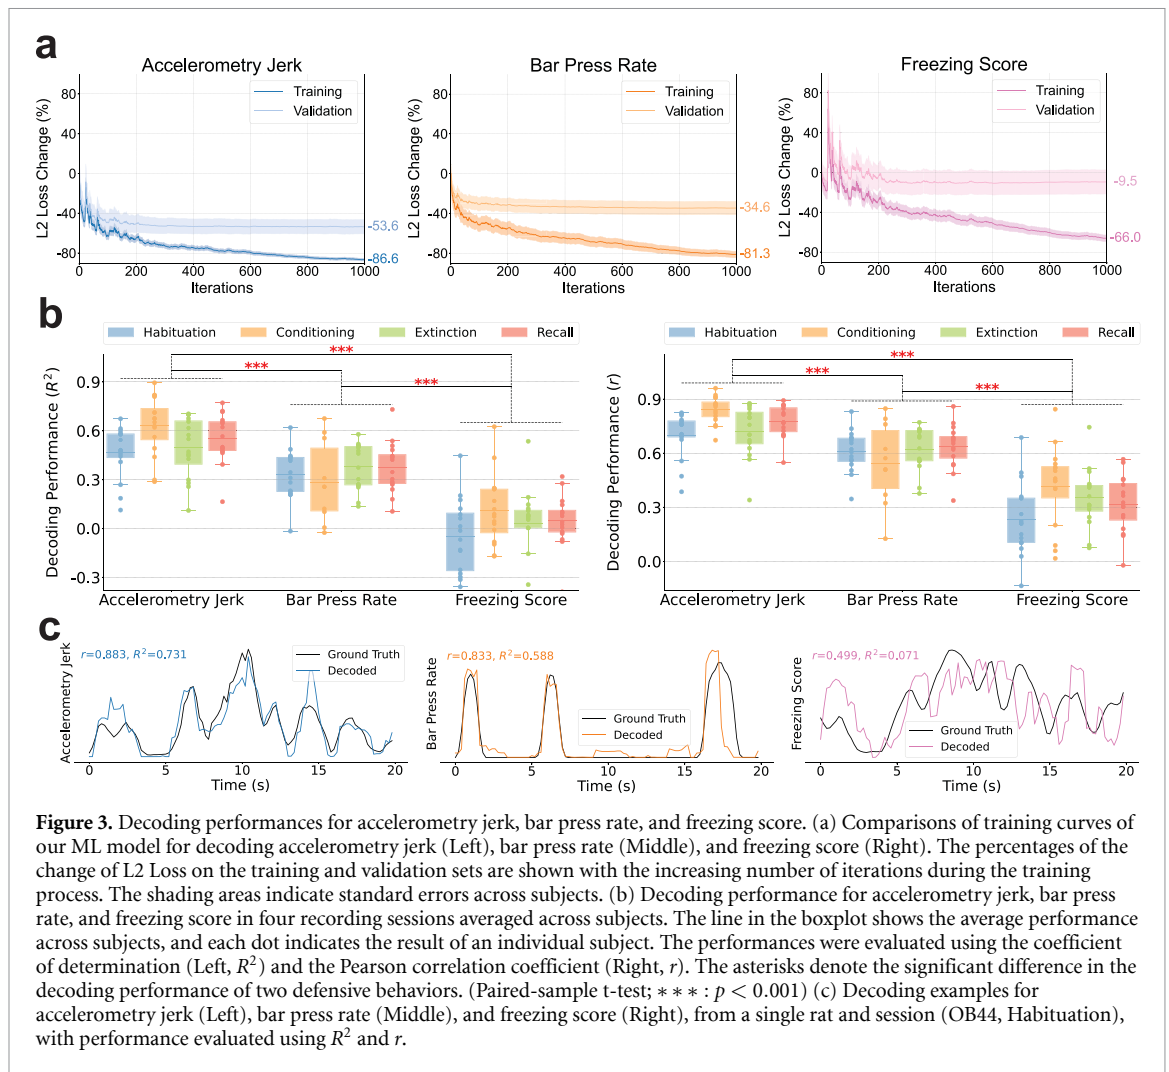 a
Accelerometry Jerk
Bar Press Rate
Freezing Score
L2 Loss Change (%)
80
40
0
-40
-80
0
200
400
600
800
1000
Iterations
Training
Validation
-53.6
-86.6
L2 Loss Change (%)
80
40
0
-40
-80
0
200
400
600
800
1000
Iterations
Training
Validation
-34.6
-81.3
L2 Loss Change (%)
80
40
0
-40
-80
0
200
400
600
800
1000
Iterations
Training
Validation
-9.5
-66.0
b
Habituation Conditioning Extinction Recall
***
***
***
Decoding Performance (R²)
0.9
0.6
0.3
0.0
-0.3
Accelerometry Jerk Bar Press Rate Freezing Score
Habituation Conditioning Extinction Recall
***
***
***
Decoding Performance (r)
0.9
0.6
0.3
0.0
Accelerometry Jerk Bar Press Rate Freezing Score
c
Accelerometry Jerk
r=0.883, R²=0.731
Ground Truth
Decoded
0 5 10 15 20
Time (s)
Bar Press Rate
r=0.833, R²=0.588
Ground Truth
Decoded
0 5 10 15 20
Time (s)
Freezing Score
r=0.499, R²=0.071
Ground Truth
Decoded
0 5 10 15 20
Time (s)
Figure 3. Decoding performances for accelerometry jerk, bar press rate, and freezing score. (a) Comparisons of training curves of
our ML model for decoding accelerometry jerk (Left), bar press rate (Middle), and freezing score (Right). The percentages of the
change of L2 Loss on the training and validation sets are shown with the increasing number of iterations during the training
process. The shading areas indicate standard errors across subjects. (b) Decoding performance for accelerometry jerk, bar press
rate, and freezing score in four recording sessions averaged across subjects. The line in the boxplot shows the average performance
across subjects, and each dot indicates the result of an individual subject. The performances were evaluated using the coefficient
of determination (Left, R²) and the Pearson correlation coefficient (Right, r). The asterisks denote the significant difference in the
decoding performance of two defensive behaviors. (Paired-sample t-test; ∗ ∗ ∗ : p < 0.001) (c) Decoding examples for
accelerometry jerk (Left), bar press rate (Middle), and freezing score (Right), from a single rat and session (OB44, Habituation),
with performance evaluated using R² and r.